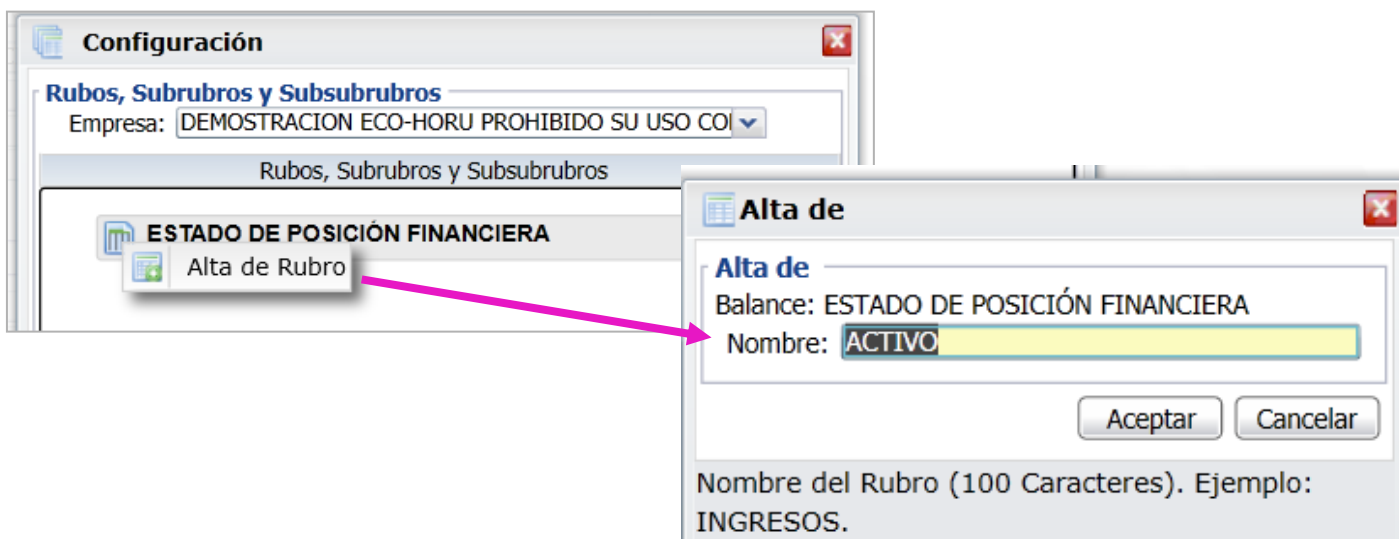 Configuración
Rubos, Subrubros y Subsubrubros
Empresa: DEMOSTRACION ECO-HORU PROHIBIDO SU USO
Rubos, Subrubros y Subsubrubros
ESTADO DE POSICIÓN FINANCIERA
Alta de Rubro
Alta de
Alta de
Balance: ESTADO DE POSICIÓN FINANCIERA
Nombre: ACTIVO
Aceptar Cancelar
Nombre del Rubro (100 Caracteres). Ejemplo:
INGRESOS.